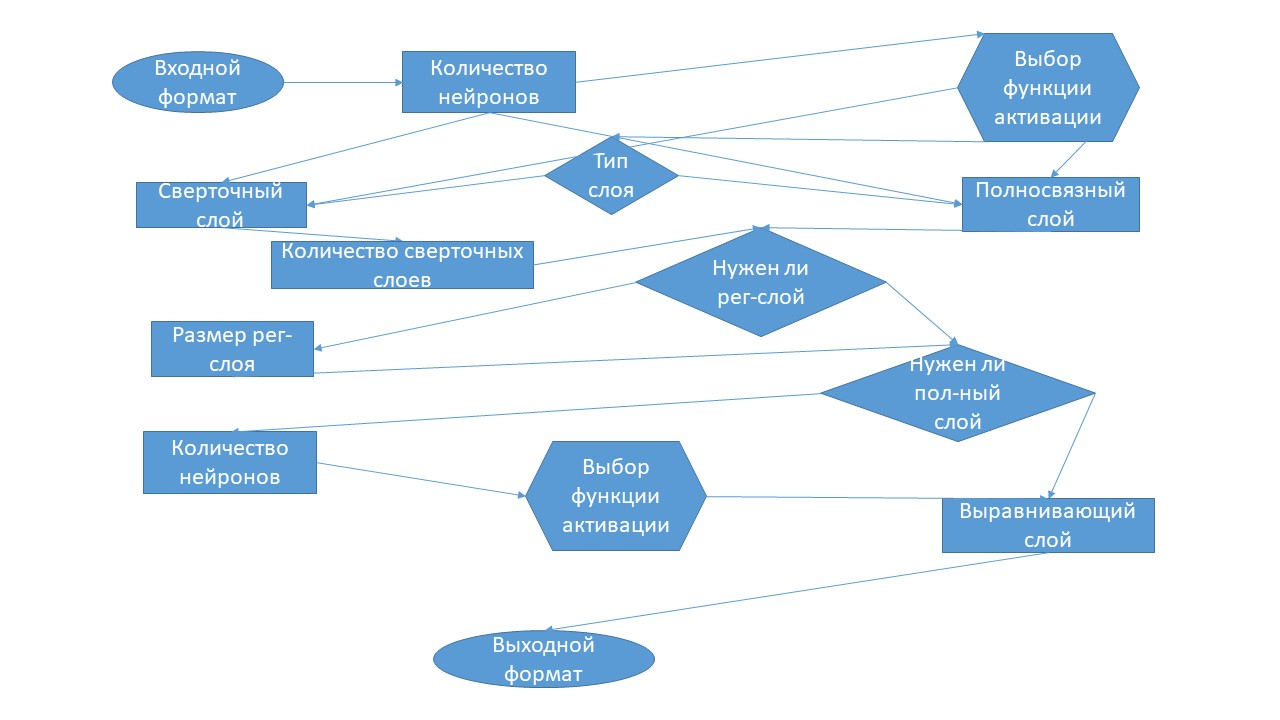 Входной
формат
Количество
нейронов
Выбор
функции
активации
Тип
слоя
Сверточный
слой
Полносвязный
слой
Количество сверточных
слоев
Нужен ли
рег-слой
Размер рег-
слоя
Нужен ли
пол-ный
слой
Количество
нейронов
Выбор
функции
активации
Выравнивающий
слой
Выходной
формат